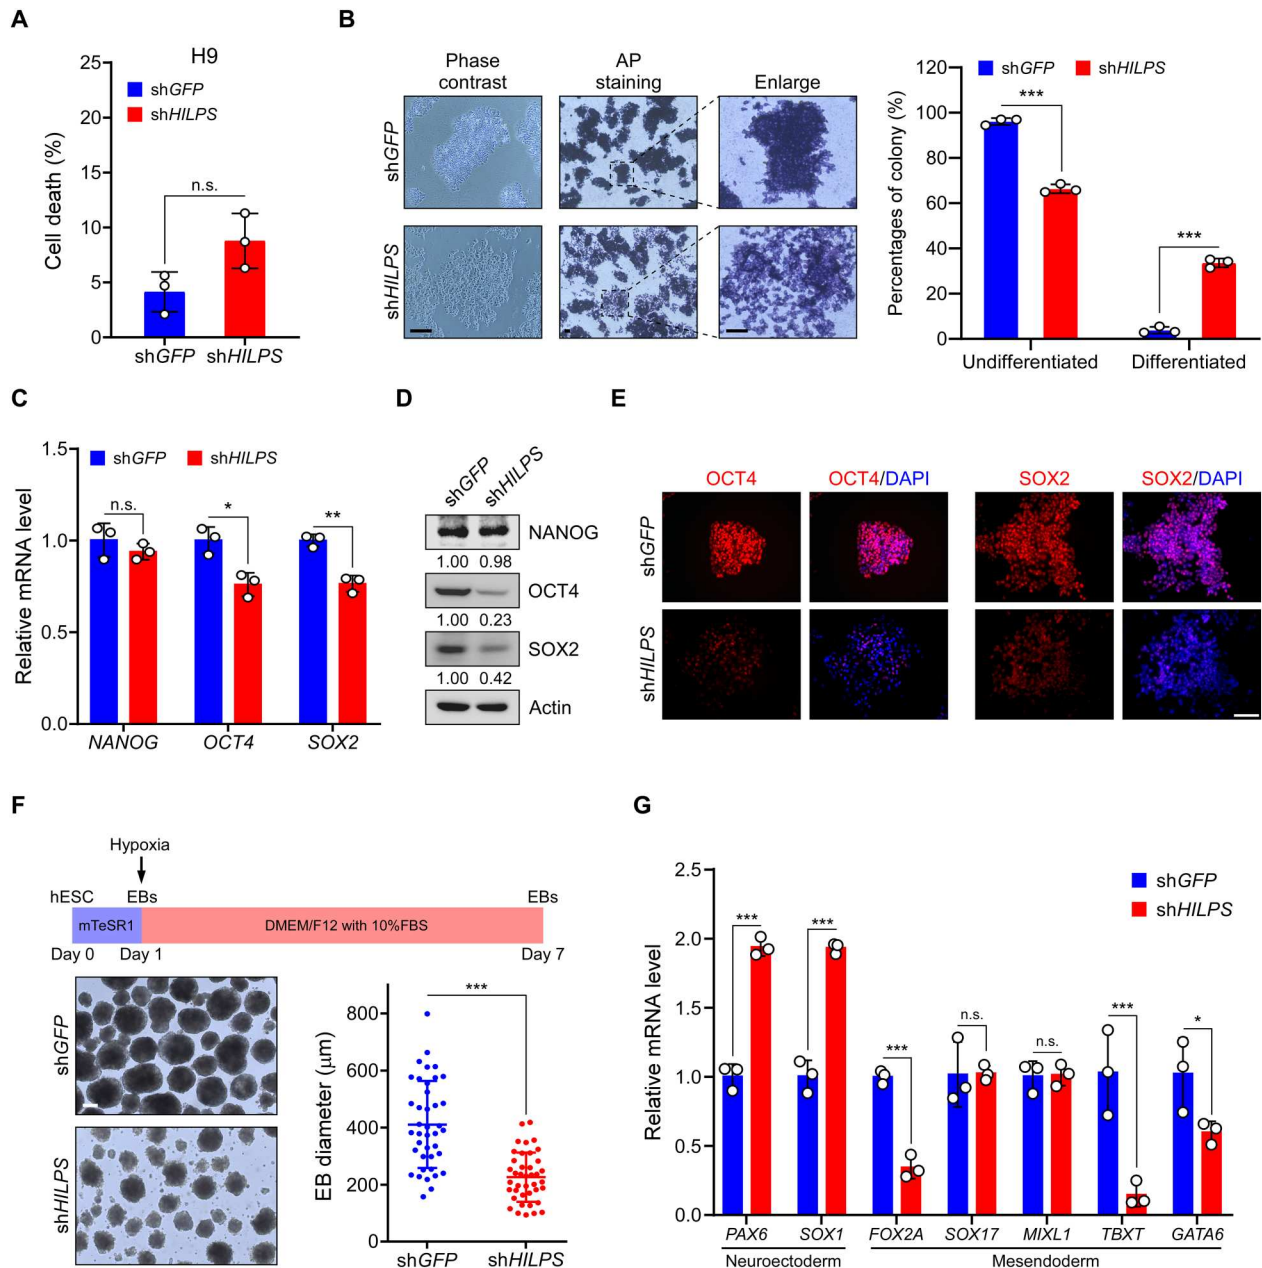 A
H9
25
20
15
10
5
0
Cell death (%)
shGFP
shHILPS
n.s.
shGFP
shHILPS
B
Phase contrast
AP staining
Enlarge
shGFP
shHILPS
120
100
80
60
40
20
0
Percentages of colony (%)
shGFP
shHILPS
***
***
Undifferentiated
Differentiated
C
1.5
1.0
0.5
0.0
Relative mRNA level
shGFP
shHILPS
n.s.
*
**
NANOG
OCT4
SOX2
D
shGFP
shHILPS
NANOG
1.00 0.98
OCT4
1.00 0.23
SOX2
1.00 0.42
Actin
E
OCT4
OCT4/DAPI
SOX2
SOX2/DAPI
shGFP
shHILPS
F
Hypoxia
hESC
EBs
EBs
mTeSR1
DMEM/F12 with 10%FBS
Day 0
Day 1
Day 7
shGFP
shHILPS
800
600
400
200
0
EB diameter (μm)
***
shGFP
shHILPS
G
2.5
2.0
1.5
1.0
0.5
0.0
Relative mRNA level
shGFP
shHILPS
***
***
***
n.s.
n.s.
***
*
PAX6
SOX1
FOX2A
SOX17
MIXL1
TBXT
GATA6
Neuroectoderm
Mesendoderm